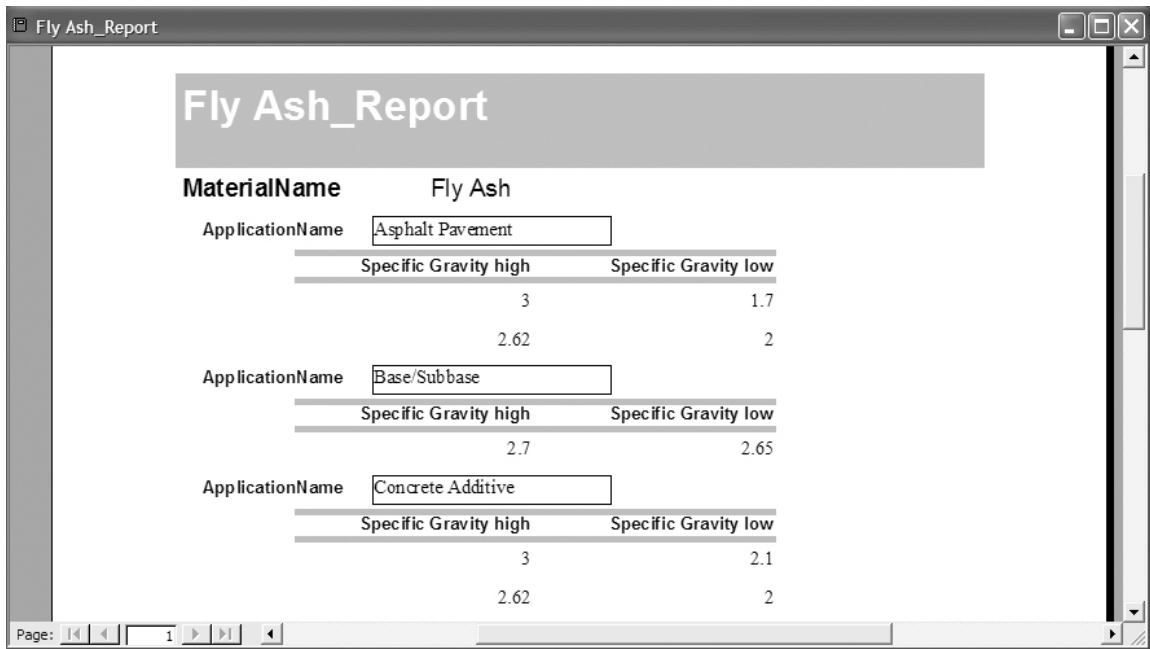 Fly Ash_Report
Fly Ash_Report
MaterialName Fly Ash
ApplicationName Asphalt Pavement
Specific Gravity high Specific Gravity low
3 1.7
2.62 2
ApplicationName Base/Subbase
Specific Gravity high Specific Gravity low
2.7 2.65
ApplicationName Concrete Additive
Specific Gravity high Specific Gravity low
3 2.1
2.62 2
Page: 1